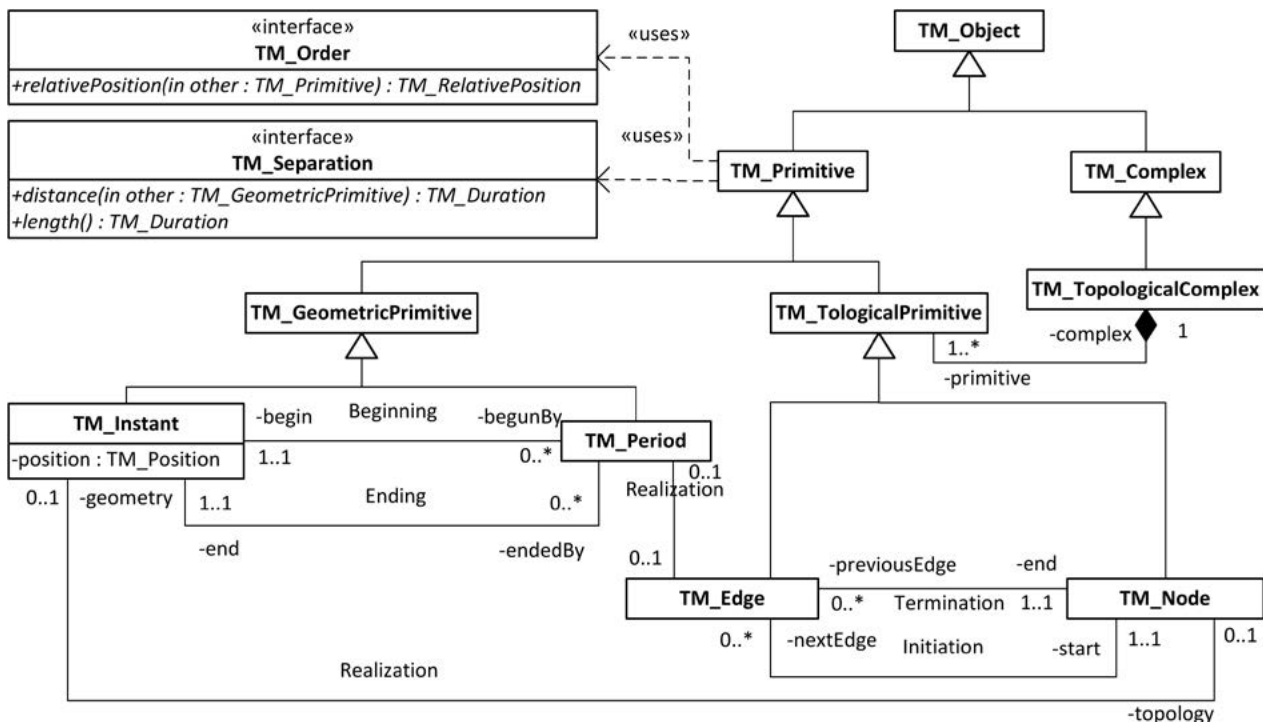 «interface»
TM_Order
+relativePosition(in other : TM_Primitive) : TM_RelativePosition
«uses»
TM_Object
«interface»
TM_Separation
+distance(in other : TM_GeometricPrimitive) : TM_Duration
+length() : TM_Duration
«uses»
TM_Primitive
TM_Complex
TM_GeometricPrimitive
TM_TologicalPrimitive
TM_TopologicalComplex
-complex
1
1..*
-primitive
TM_Instant
-position : TM_Position
-begin
Beginning
-begunBy
1..1
0..*
TM_Period
0..1
-geometry
1..1
Ending
0..*
-end
-endedBy
0..1
Realization
0..1
TM_Edge
-previousEdge
-end
0..*
Termination
1..1
TM_Node
0..*
-nextEdge
Initiation
-start
1..1
0..1
Realization
-topology